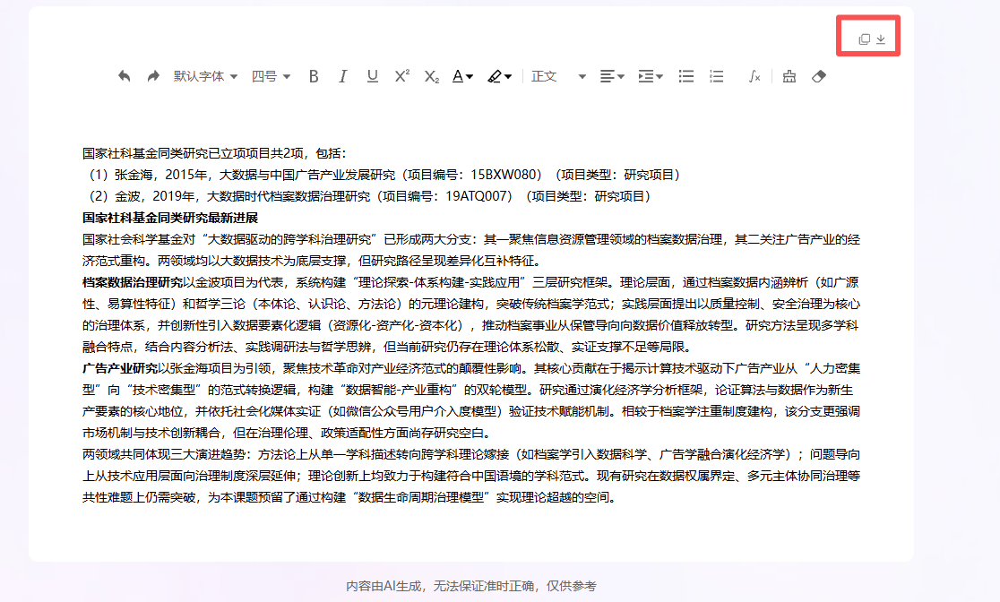 默认字体 四号 B I U X² X₂ A 正文 fx
国家社科基金同类研究已立项项目共2项，包括：
（1）张金海，2015年，大数据与中国广告产业发展研究（项目编号：15BXW080）（项目类型：研究项目）
（2）金波，2019年，大数据时代档案数据治理研究（项目编号：19ATQ007）（项目类型：研究项目）
国家社科基金同类研究最新进展
国家社会科学基金对“大数据驱动的跨学科治理研究”已形成两大分支：其一聚焦信息资源管理领域的档案数据治理，其二关注广告产业的经
济范式重构。两领域均以大数据技术为底层支撑，但研究路径呈现差异化互补特征。
档案数据治理研究以金波项目为代表，系统构建“理论探索-体系构建-实践应用”三层研究框架。理论层面，通过档案数据内涵辨析（如广源
性、易算性特征）和哲学三论（本体论、认识论、方法论）的元理论建构，突破传统档案学范式；实践层面提出以质量控制、安全治理为核心
的治理体系，并创新性引入数据要素化逻辑（资源化-资产化-资本化），推动档案事业从保管导向向数据价值释放转型。研究方法呈现多学科
融合特点，结合内容分析法、实践调研法与哲学思辨，但当前研究仍存在理论体系松散、实证支撑不足等局限。
广告产业研究以张金海项目为引领，聚焦技术革命对产业经济范式的颠覆性影响。其核心贡献在于揭示计算技术驱动下广告产业从“人力密集
型”向“技术密集型”的范式转换逻辑，构建“数据智能-产业重构”的双轮模型。研究通过演化经济学分析框架，论证算法与数据作为新生
产要素的核心地位，并依托社会化媒体实证（如微信公众号用户介入度模型）验证技术赋能机制。相较于档案学注重制度建构，该分支更强调
市场机制与技术创新耦合，但在治理伦理、政策适配性方面尚存研究空白。
两领域共同体现三大演进趋势：方法论上从单一学科描述转向跨学科理论嫁接（如档案学引入数据科学、广告学融合演化经济学）；问题导向
上从技术应用层面向治理制度深层延伸；理论创新上均致力于构建符合中国语境的学科范式。现有研究在数据权属界定、多元主体协同治理等
共性难题上仍需突破，为本课题预留了通过构建“数据生命周期治理模型”实现理论超越的空间。
内容由AI生成，无法保证准时正确，仅供参考